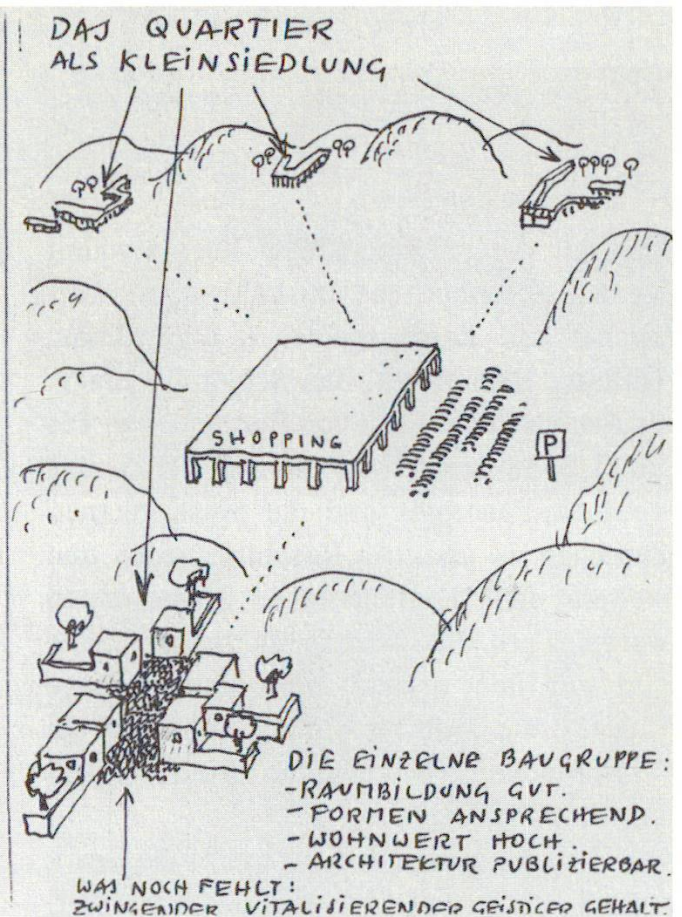 DAS QUARTIER
ALS KLEINSIEDLUNG
SHOPPING
P
DIE EINZELNE BAUGRUPPE:
-RAUMBILDUNG GUT.
-FORMEN ANSPRECHEND.
-WOHNWERT HOCH.
-ARCHITEKTUR PUBLIZIERBAR.
WAS NOCH FEHLT:
ZWINGENDER VITALISIERENDER GEISTIGER GEHALT.